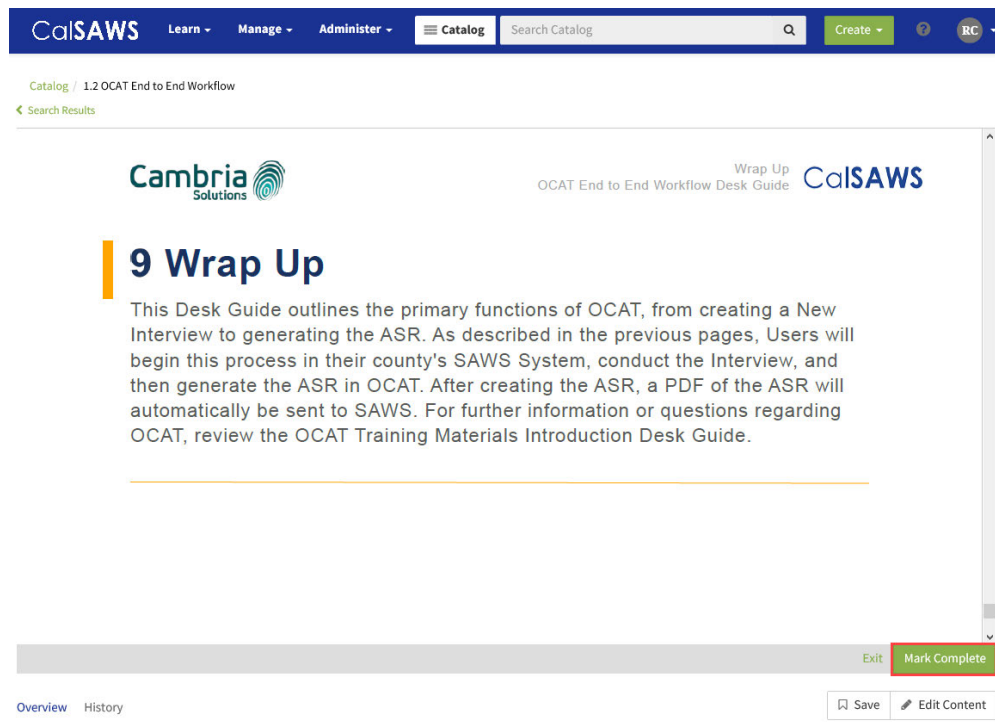 CalSAWS Learn Manage Administer Catalog Search Catalog Create ? RC
Catalog / 1.2 OCAT End to End Workflow
Search Results
Cambria
Solutions
Wrap Up
OCAT End to End Workflow Desk Guide
CalSAWS
9 Wrap Up
This Desk Guide outlines the primary functions of OCAT, from creating a New
Interview to generating the ASR. As described in the previous pages, Users will
begin this process in their county's SAWS System, conduct the Interview, and
then generate the ASR in OCAT. After creating the ASR, a PDF of the ASR will
automatically be sent to SAWS. For further information or questions regarding
OCAT, review the OCAT Training Materials Introduction Desk Guide.
Exit Mark Complete
Overview History Save Edit Content